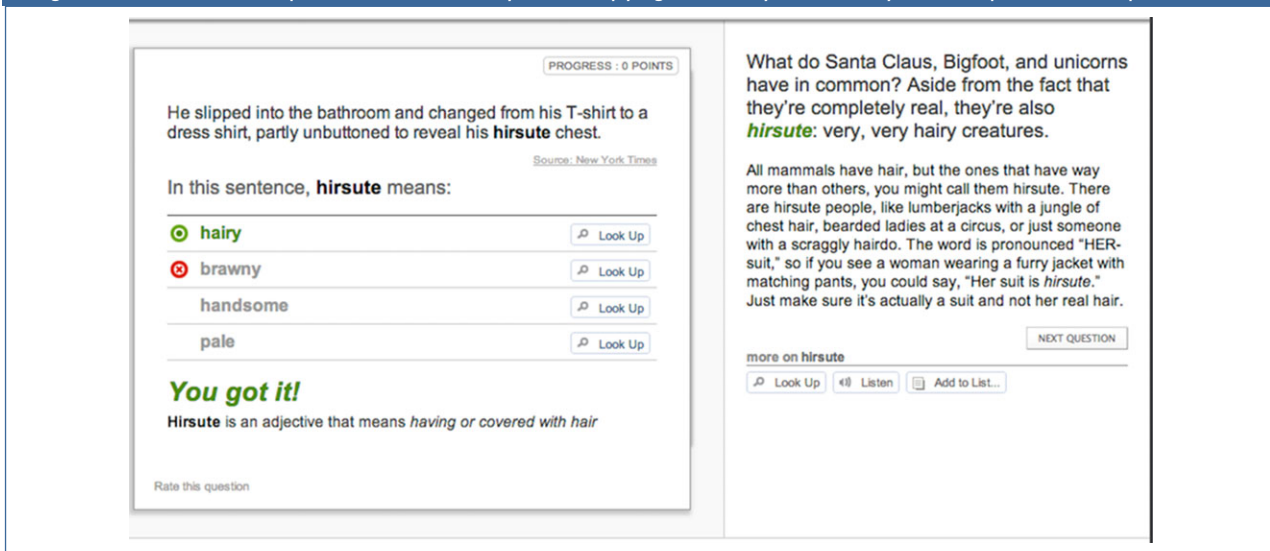 PROGRESS : 0 POINTS
He slipped into the bathroom and changed from his T-shirt to a
dress shirt, partly unbuttoned to reveal his hirsute chest.
Source: New York Times
In this sentence, hirsute means:
hairy Look Up
brawny Look Up
handsome Look Up
pale Look Up
You got it!
Hirsute is an adjective that means having or covered with hair
Rate this question
What do Santa Claus, Bigfoot, and unicorns
have in common? Aside from the fact that
they're completely real, they're also
hirsute: very, very hairy creatures.
All mammals have hair, but the ones that have way
more than others, you might call them hirsute. There
are hirsute people, like lumberjacks with a jungle of
chest hair, bearded ladies at a circus, or just someone
with a scraggly hairdo. The word is pronounced "HER-
suit," so if you see a woman wearing a furry jacket with
matching pants, you could say, "Her suit is hirsute."
Just make sure it's actually a suit and not her real hair.
NEXT QUESTION
more on hirsute
Look Up Listen Add to List...